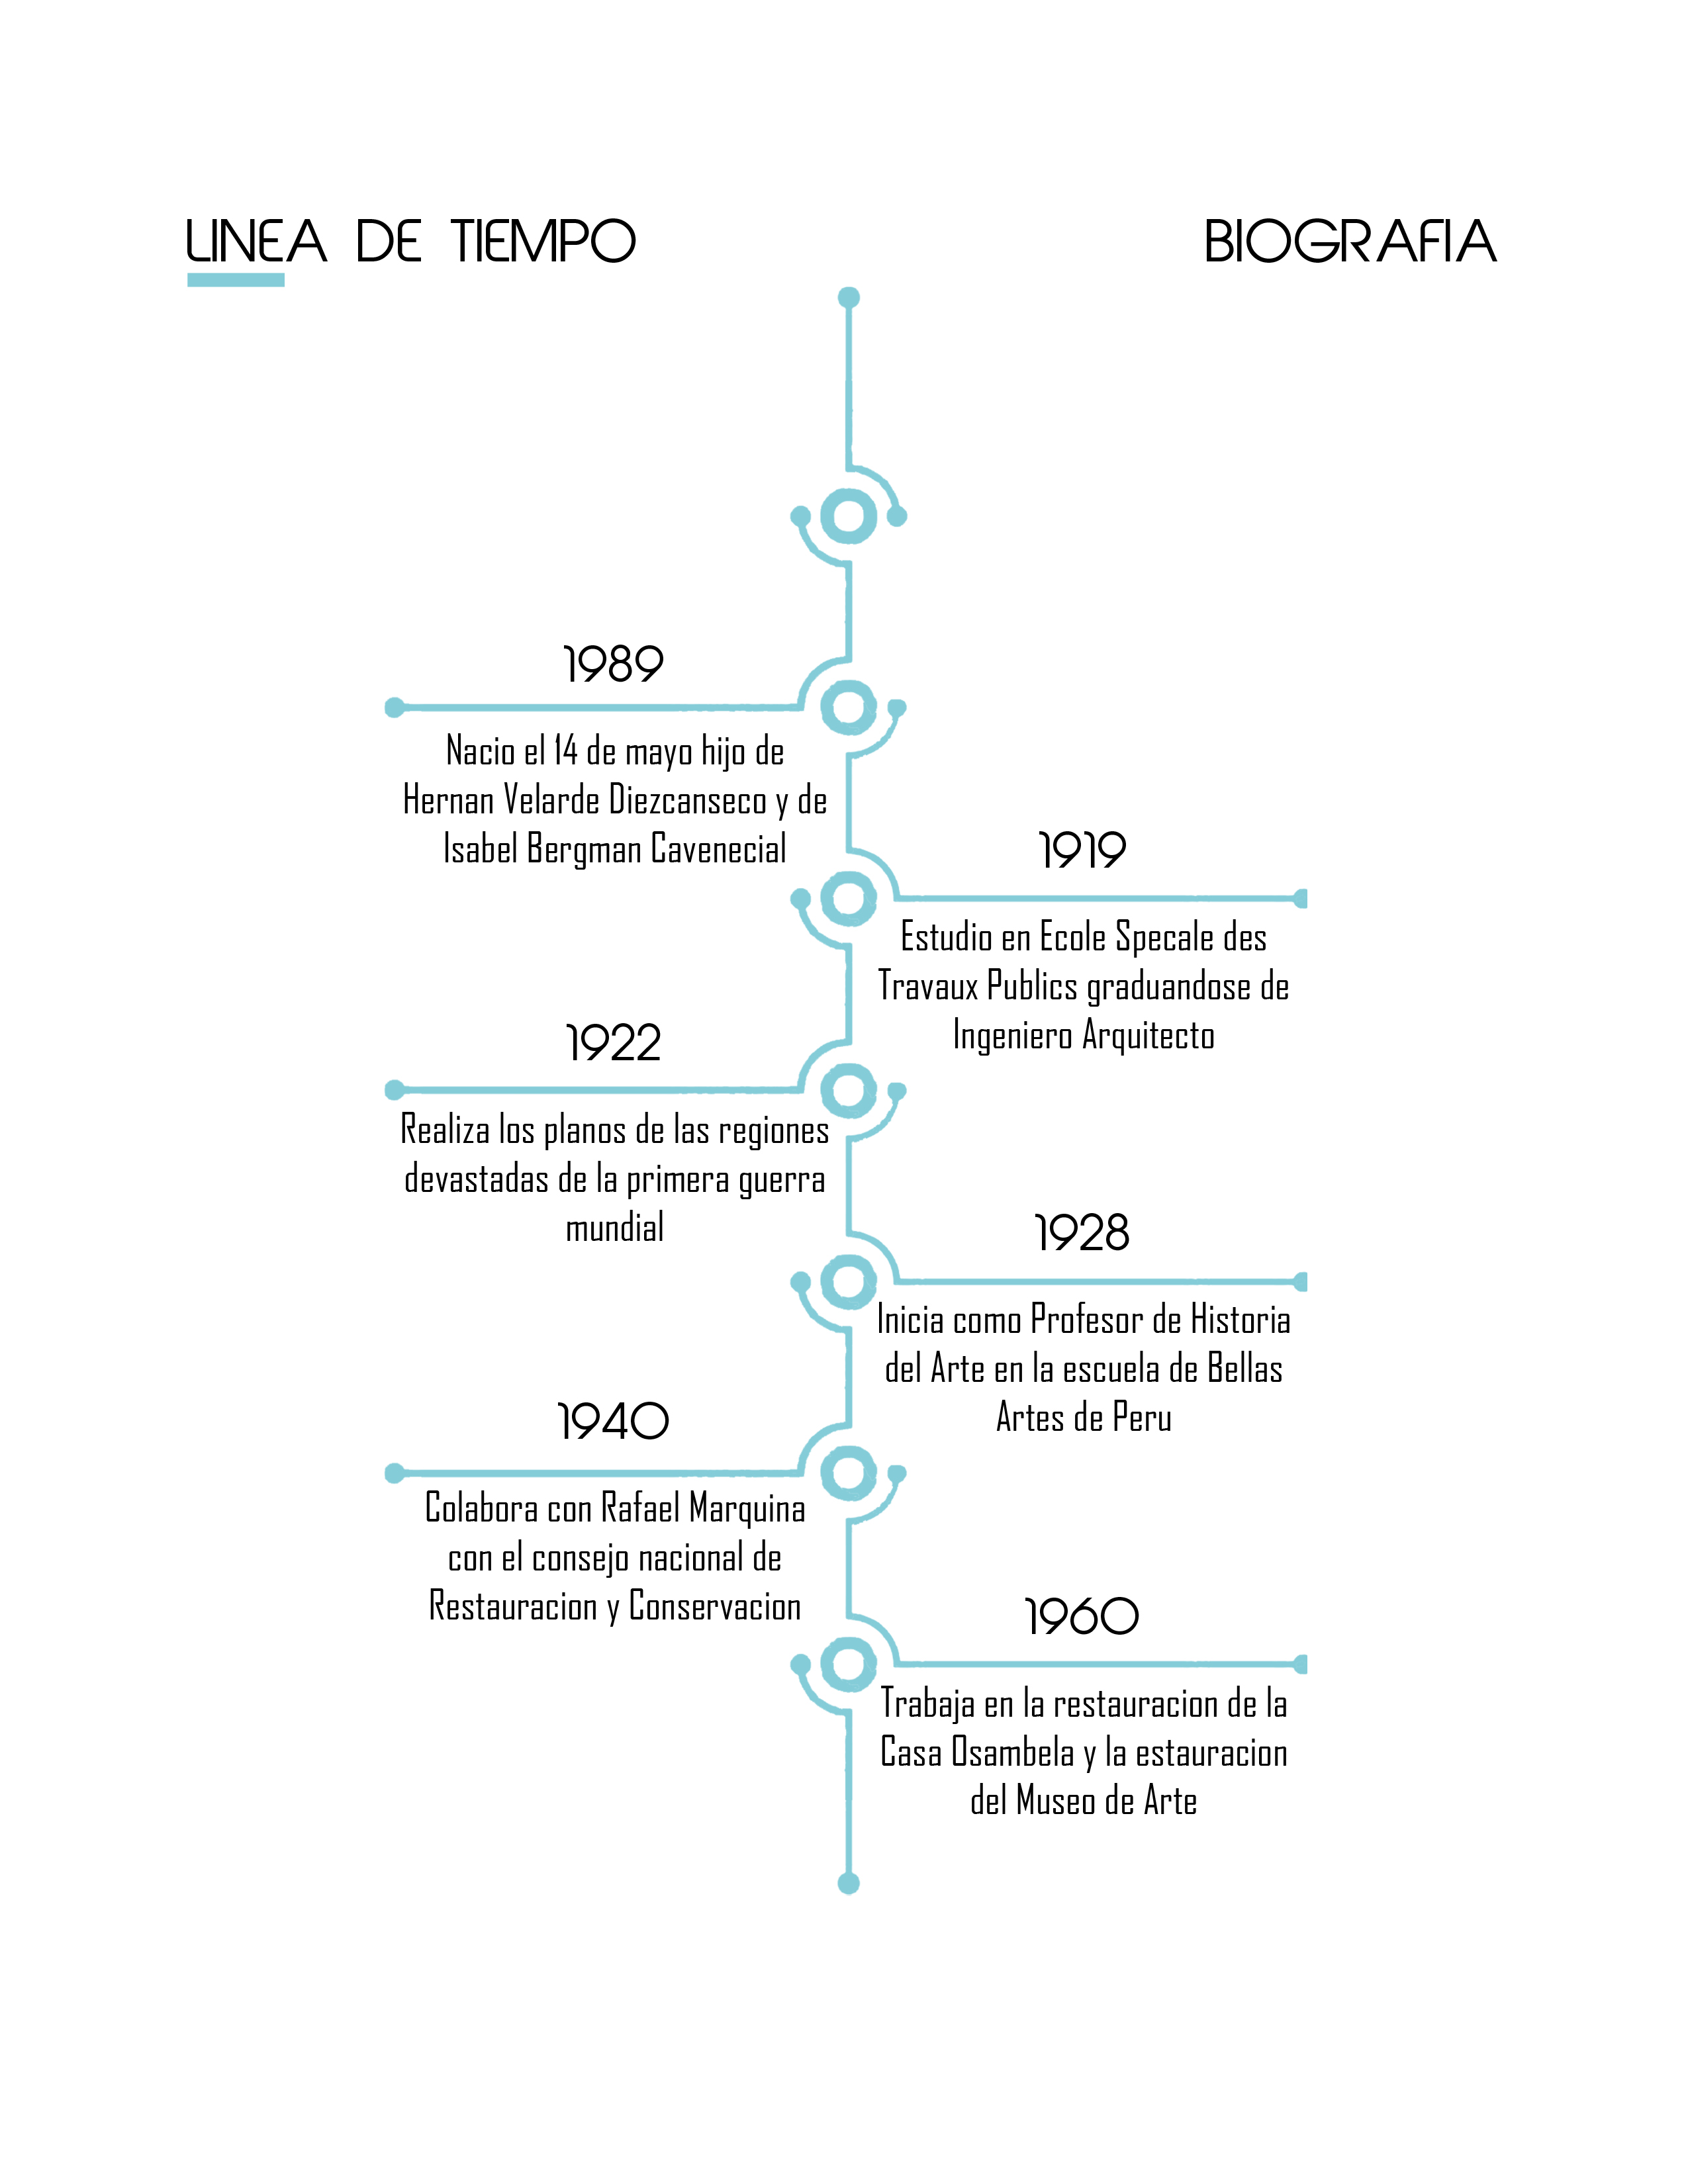 LINEA DE TIEMPO
BIOGRAFIA
1989
Nacio el 14 de mayo hijo de
Hernan Velarde Diezcanseco y de
Isabel Bergman Cavenecial
1919
Estudio en Ecole Specale des
Travaux Publics graduandose de
Ingeniero Arquitecto
1922
Realiza los planos de las regiones
devastadas de la primera guerra
mundial
1928
Inicia como Profesor de Historia
del Arte en la escuela de Bellas
Artes de Peru
1940
Colabora con Rafael Marquina
con el consejo nacional de
Restauracion y Conservacion
1960
Trabaja en la restauracion de la
Casa Osambela y la estauracion
del Museo de Arte